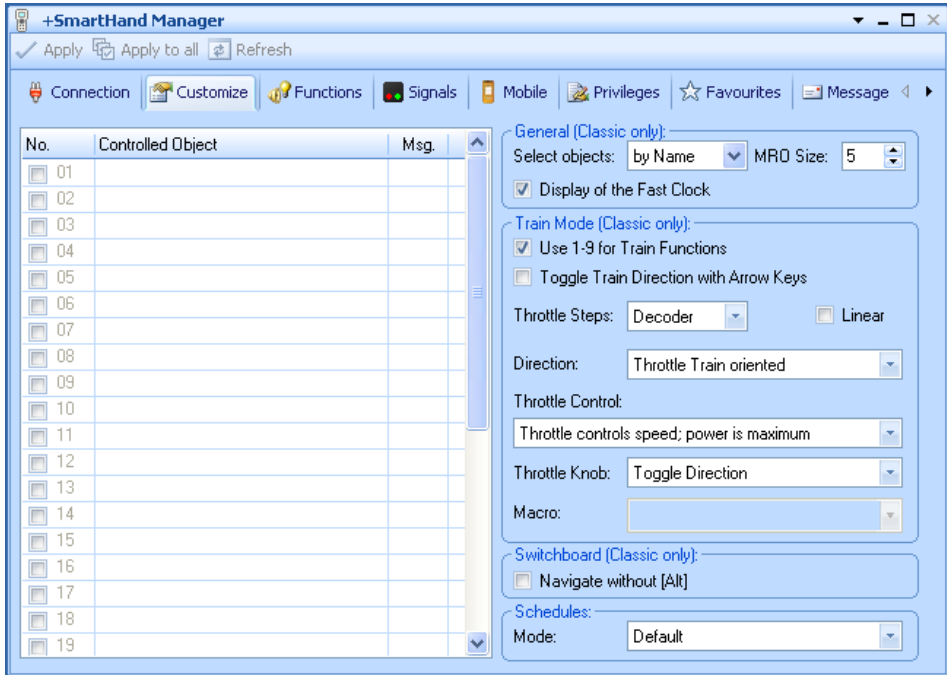 +SmartHand Manager
Apply Apply to all Refresh
Connection Customize Functions Signals Mobile Privileges Favourites Message
No. Controlled Object Msg.
01
02
03
04
05
06
07
08
09
10
11
12
13
14
15
16
17
18
19
General (Classic only):
Select objects: by Name MRO Size: 5
Display of the Fast Clock
Train Mode (Classic only):
Use 1-9 for Train Functions
Toggle Train Direction with Arrow Keys
Throttle Steps: Decoder Linear
Direction: Throttle Train oriented
Throttle Control:
Throttle controls speed; power is maximum
Throttle Knob: Toggle Direction
Macro:
Switchboard (Classic only):
Navigate without [Alt]
Schedules:
Mode: Default